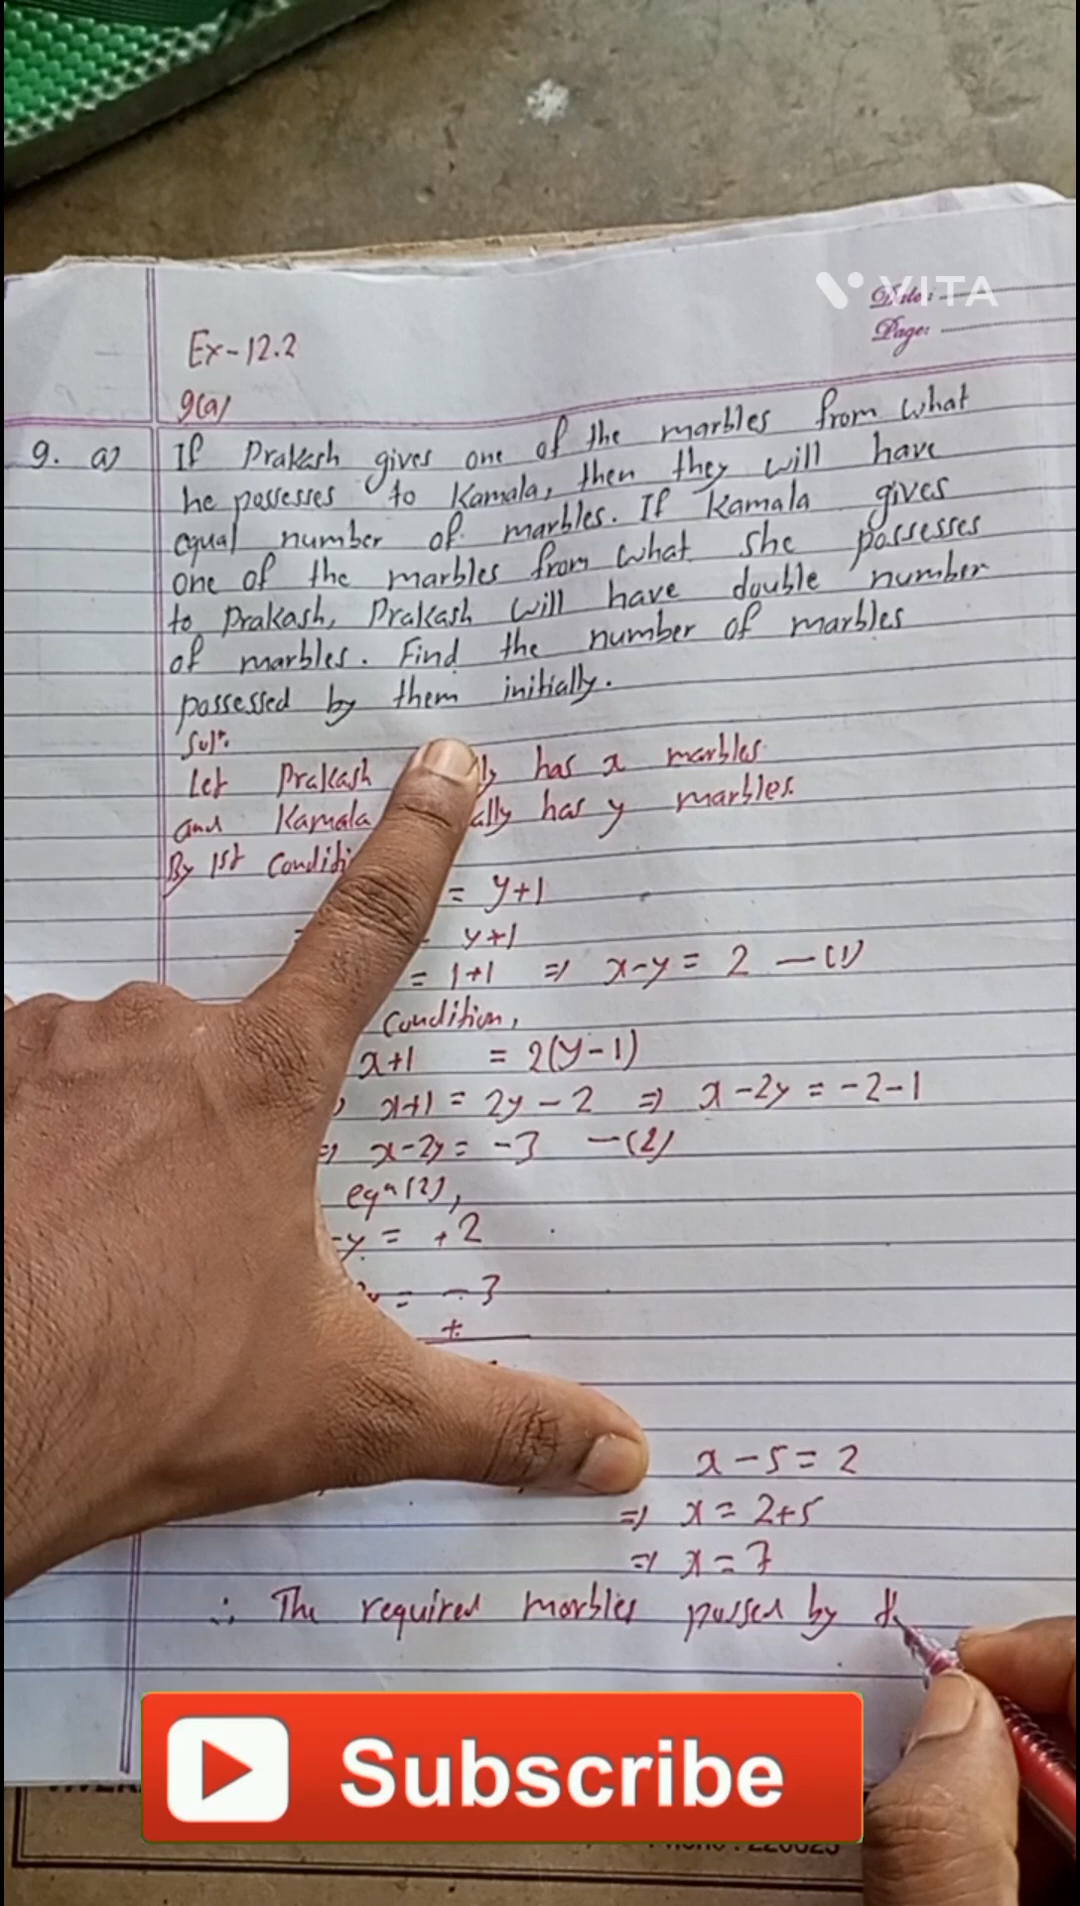 VITA
Date:
Page:
Ex-12.2
9(a)
9. a) If Prakash gives one of the marbles from what
he possesses to Kamala, then they will have
equal number of marbles. If Kamala gives
one of the marbles from what she possesses
to Prakash, Prakash will have double number
of marbles. Find the number of marbles
possessed by them initially.
Sol<sup>n</sup>.
Let Prakash has x marbles
and Kamala has y marbles.
By 1st
= y+1
y+1
= 1+1 ⇒ x-y = 2 —(1)
Condition,
x+1 = 2(y-1)
x+1 = 2y-2 ⇒ x-2y = -2-1
⇒ x-2y = -3 —(2)
eqn(2),
-y = +2
= -3
+
x-5=2
⇒ x=2+5
⇒ x=7
∴ The required marbles possed by
Subscribe